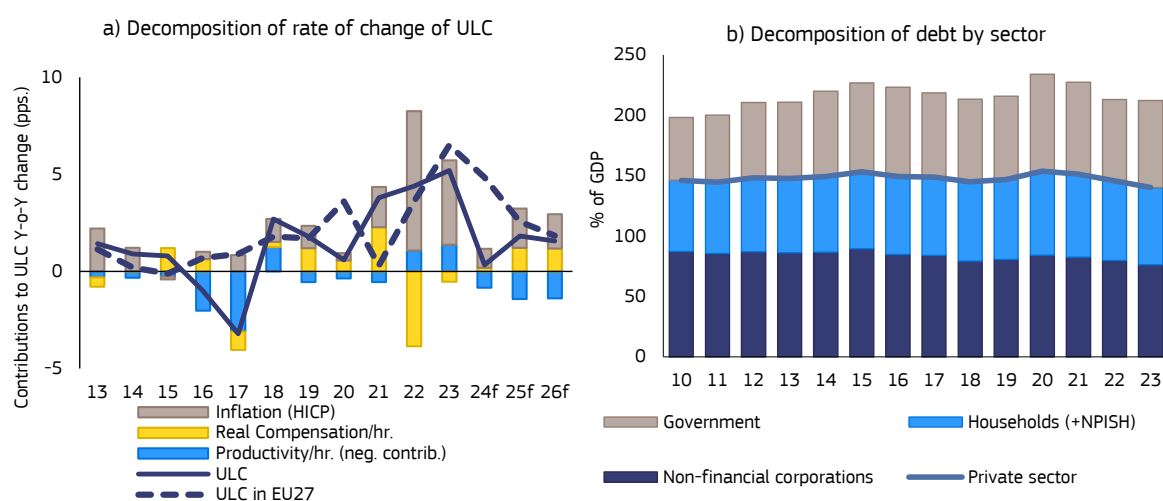 a) Decomposition of rate of change of ULC
Contributions to ULC Y-o-Y change (pps.)
10
5
0
-5
13 14 15 16 17 18 19 20 21 22 23 24f 25f 26f
Inflation (HICP)
Real Compensation/hr.
Productivity/hr. (neg. contrib.)
ULC
ULC in EU27
b) Decomposition of debt by sector
% of GDP
250
200
150
100
50
0
10 11 12 13 14 15 16 17 18 19 20 21 22 23
Government
Households (+NPISH)
Non-financial corporations
Private sector